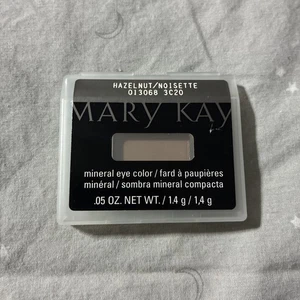 HAZELNUT/NOISETTE
013068 3C20
MARY KAY
mineral eye color / fard à paupières
minéral / sombra mineral compacta
.05 OZ. NET WT. / 1.4 g / 1,4 g